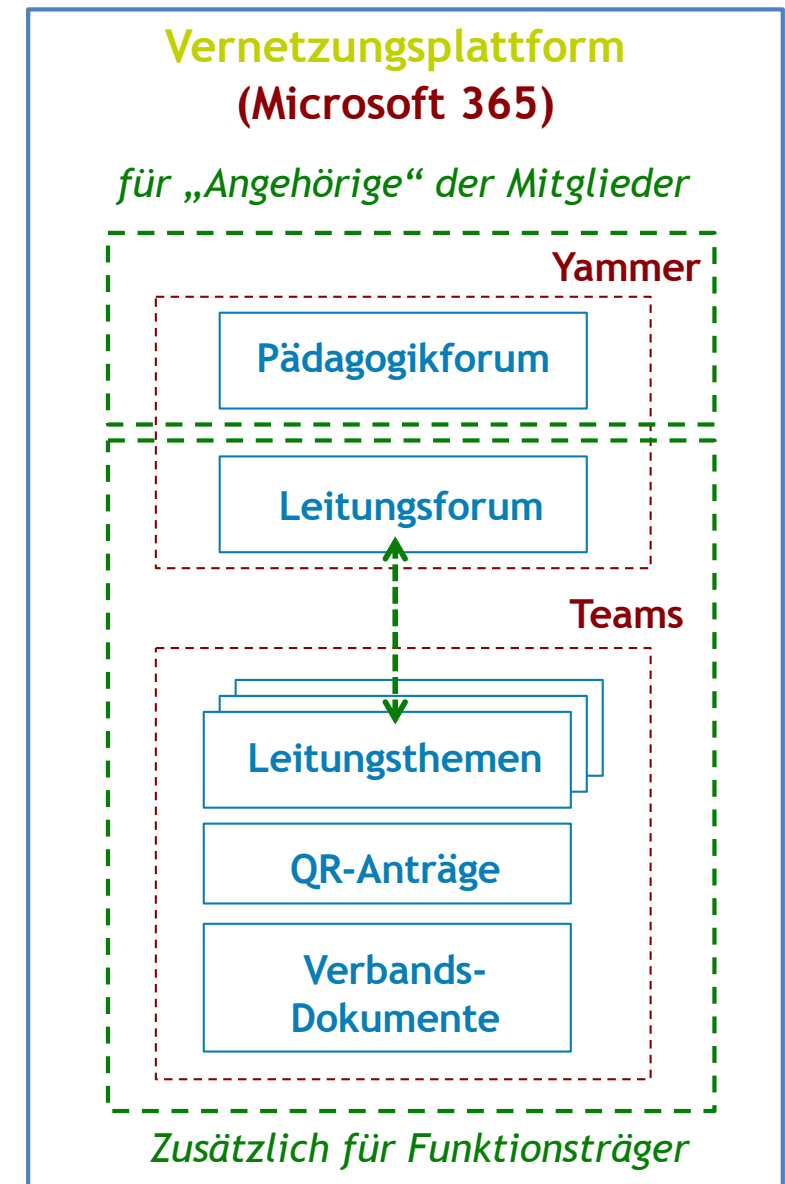 Vernetzungsplattform
(Microsoft 365)
für „Angehörige“ der Mitglieder
Yammer
Pädagogikforum
Leitungsforum
Teams
Leitungsthemen
QR-Anträge
Verbands-
Dokumente
Zusätzlich für Funktionsträger